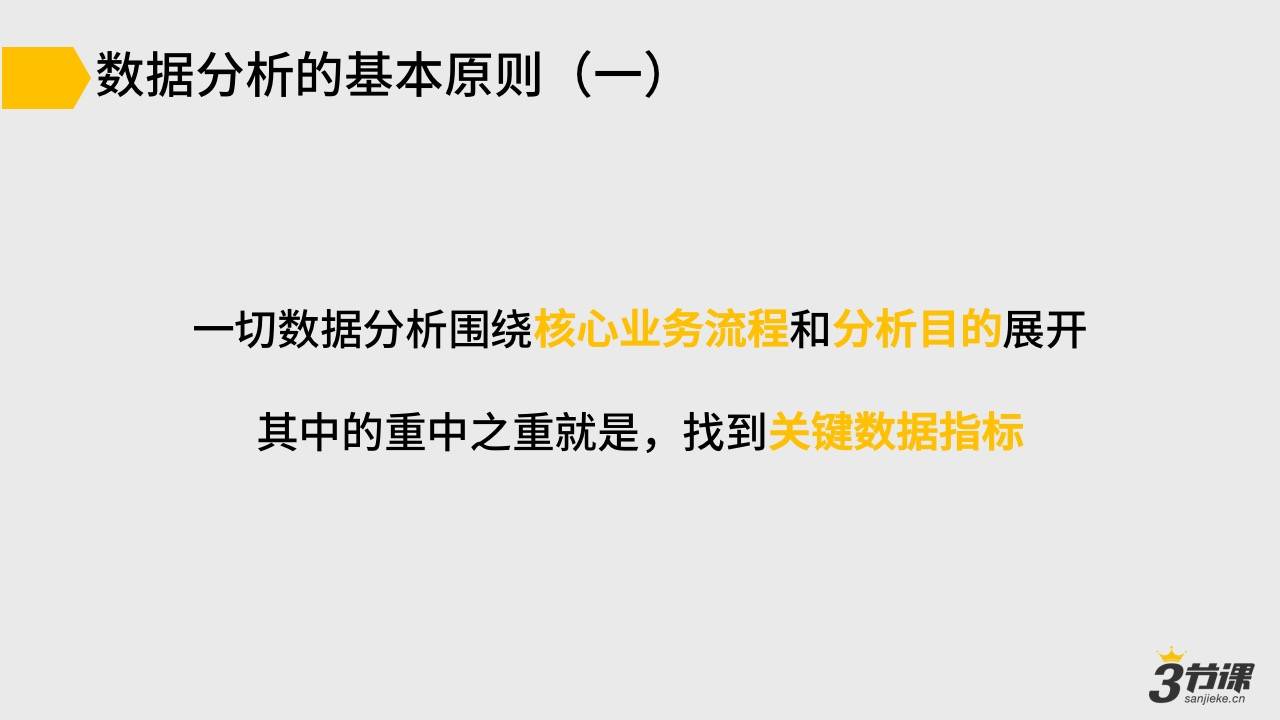 数据分析的基本原则（一）
一切数据分析围绕核心业务流程和分析目的展开
其中的重中之重就是，找到关键数据指标
3节课
sanjieke.cn